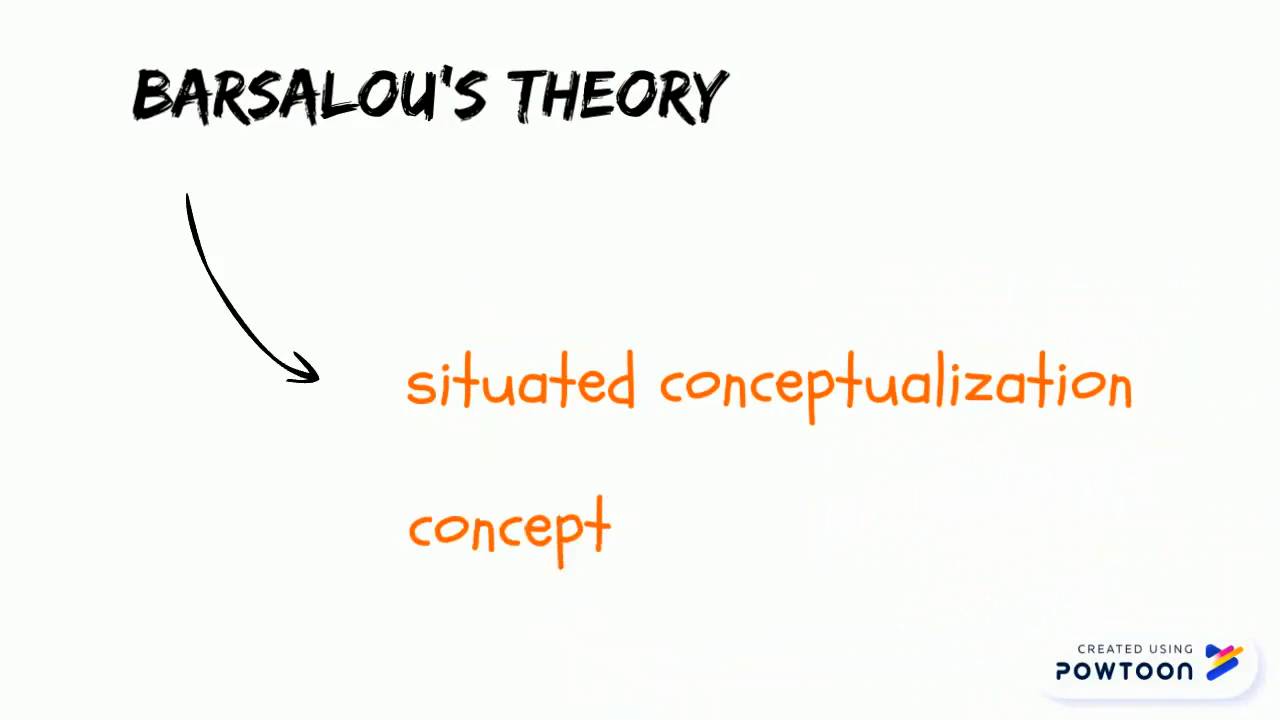 BARSALOU'S THEORY
situated conceptualization
concept
CREATED USING
POWTOON